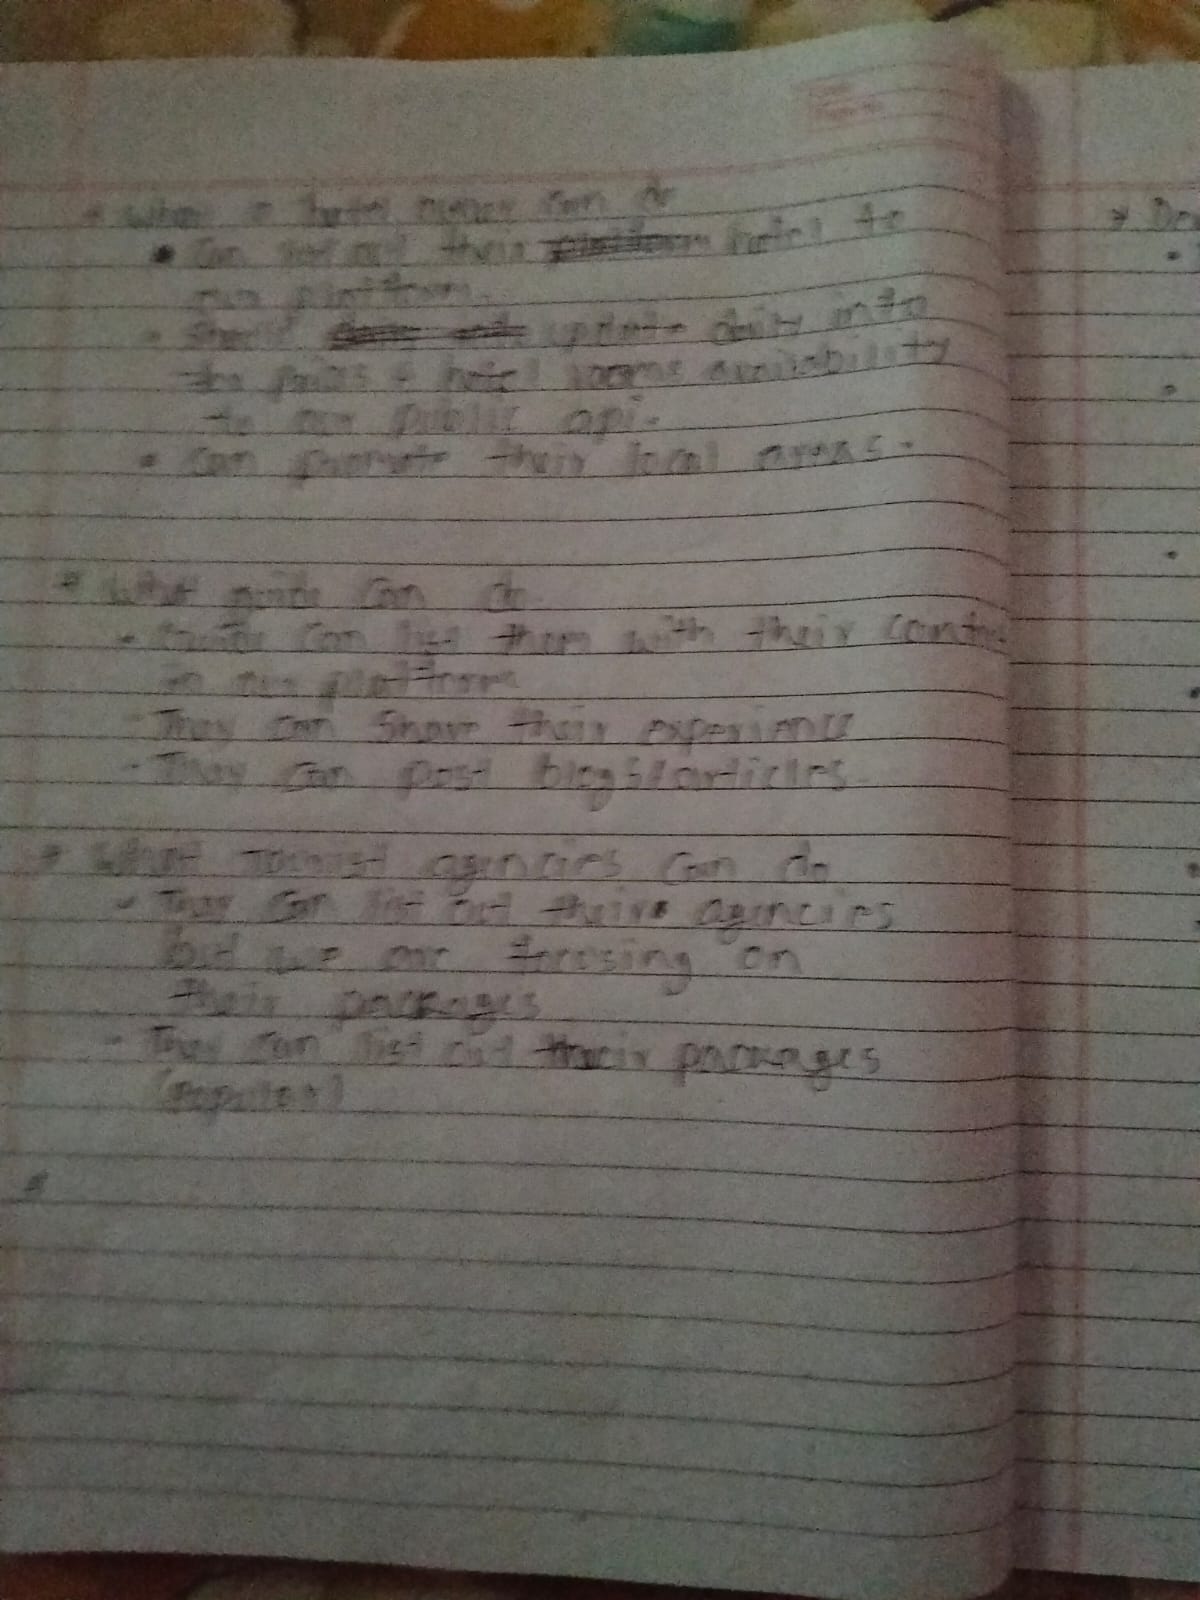 What a hotel owner can do
• Can list out their hotel to
our platform.
- Should update daily info
the prices + hotel rooms availability
to our public api.
• Can promote their local areas.
* What guide can do
• Guide can list them with their contact
in our platform
- They can share their experience
- They can post blogs/articles
* What tourist agencies can do
- They can list out their agencies
but we are focusing on
their packages
- They can list out their packages
(popular)